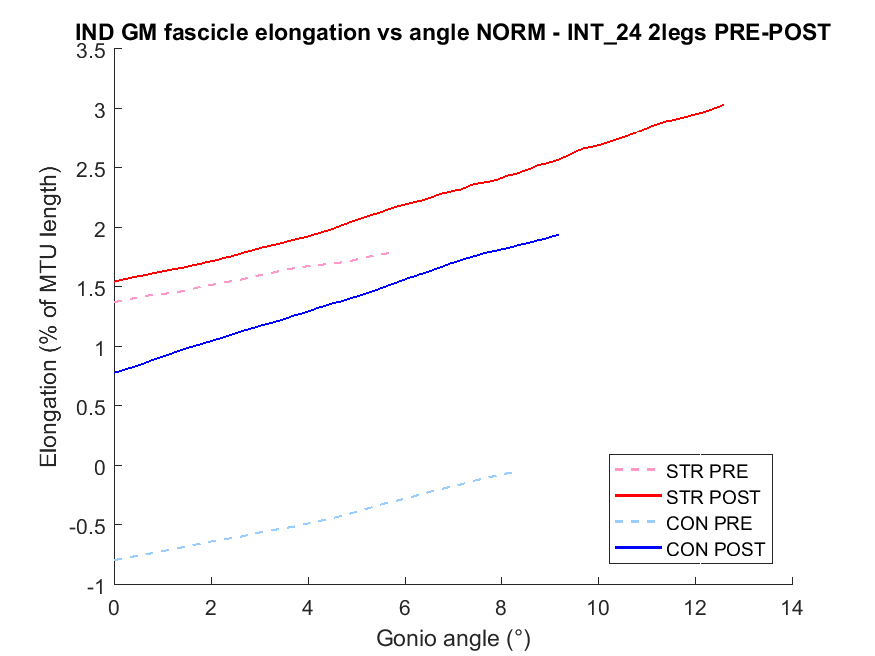 IND GM fascicle elongation vs angle NORM - INT_24 2legs PRE-POST
Elongation (% of MTU length)
3.5
3
2.5
2
1.5
1
0.5
0
-0.5
-1
0 2 4 6 8 10 12 14
Gonio angle (°)
STR PRE
STR POST
CON PRE
CON POST